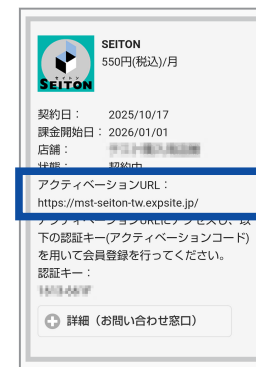 SEITON
550円(税込)/月
セイトン
SEITON
契約日： 2025/10/17
課金開始日： 2026/01/01
店舗：
状態： 契約中
アクティベーションURL：
https://mst-seiton-tw.expsite.jp/
アクティベーションURLにアクセスし、以
下の認証キー(アクティベーションコード)
を用いて会員登録を行ってください。
認証キー：
詳細（お問い合わせ窓口）